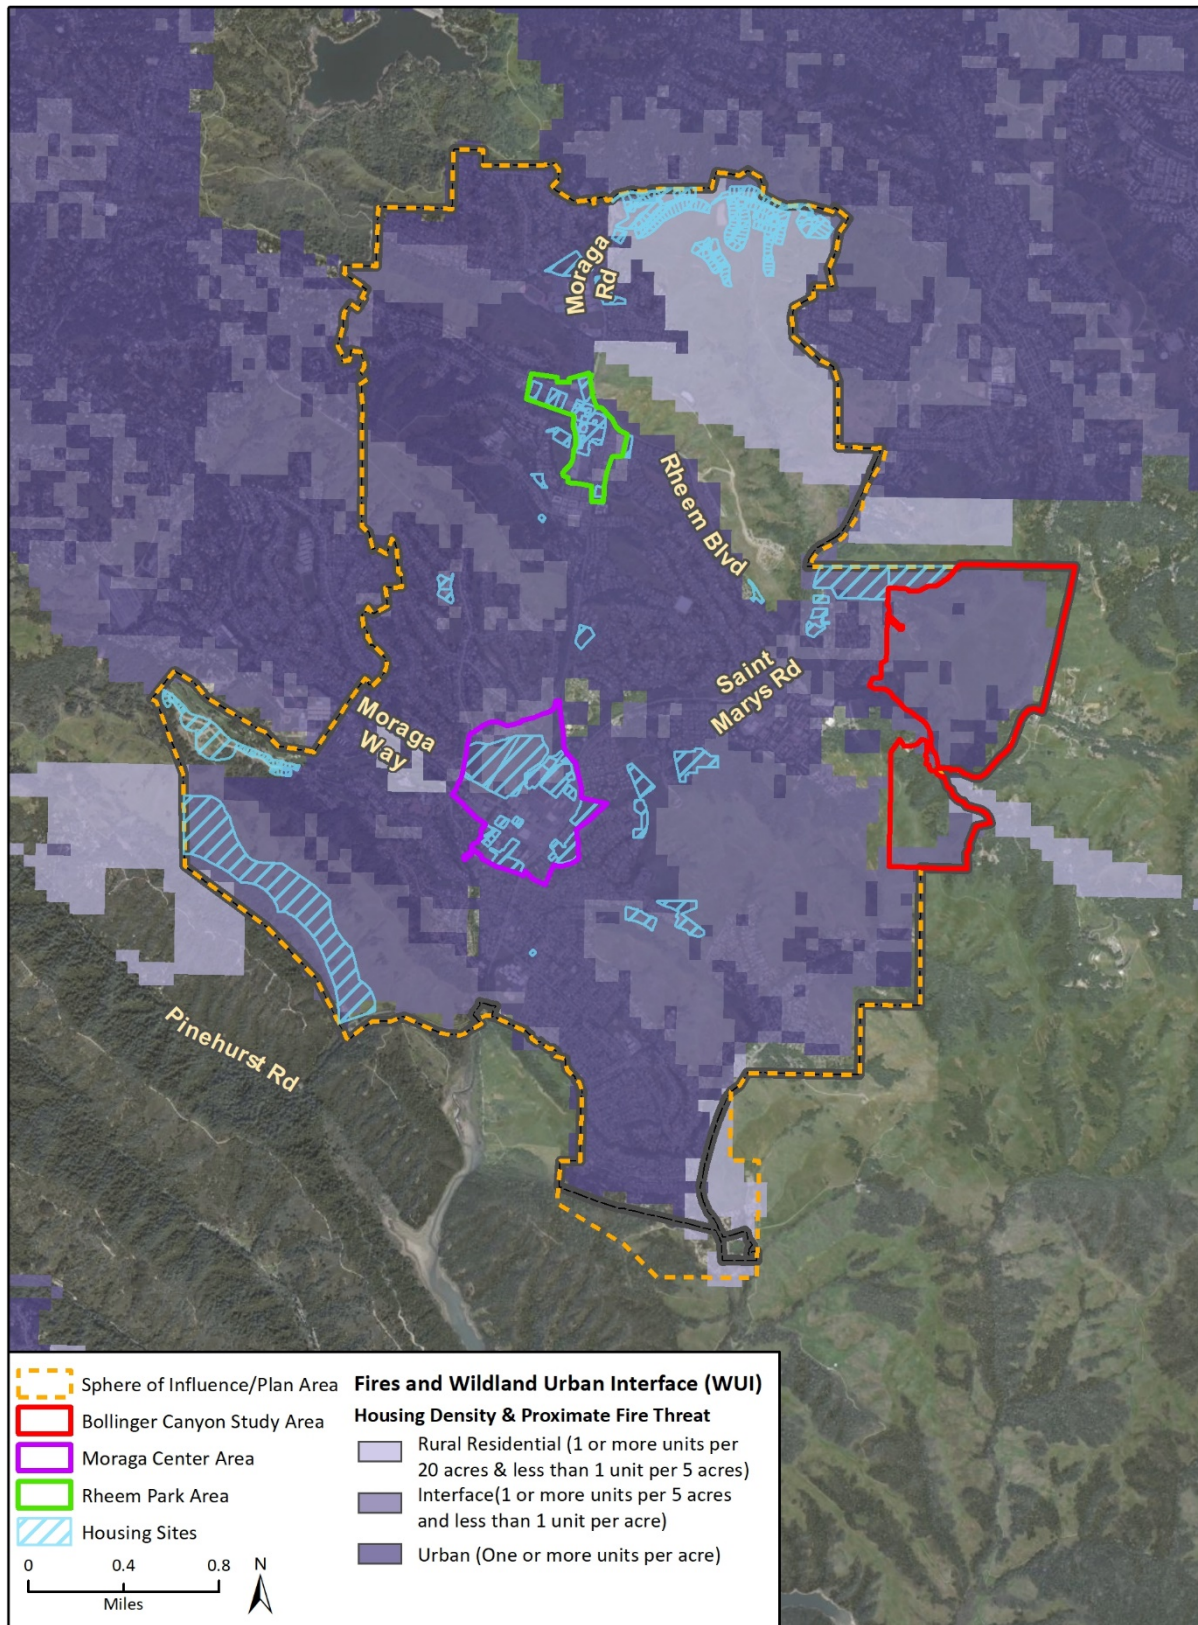 Moraga
Rd
Rheem Blvd
Saint
Marys Rd
Moraga
Way
Pinehurst Rd
Sphere of Influence/Plan Area
Bollinger Canyon Study Area
Moraga Center Area
Rheem Park Area
Housing Sites
0 0.4 0.8
Miles
N
Fires and Wildland Urban Interface (WUI)
Housing Density & Proximate Fire Threat
Rural Residential (1 or more units per
20 acres & less than 1 unit per 5 acres)
Interface(1 or more units per 5 acres
and less than 1 unit per acre)
Urban (One or more units per acre)